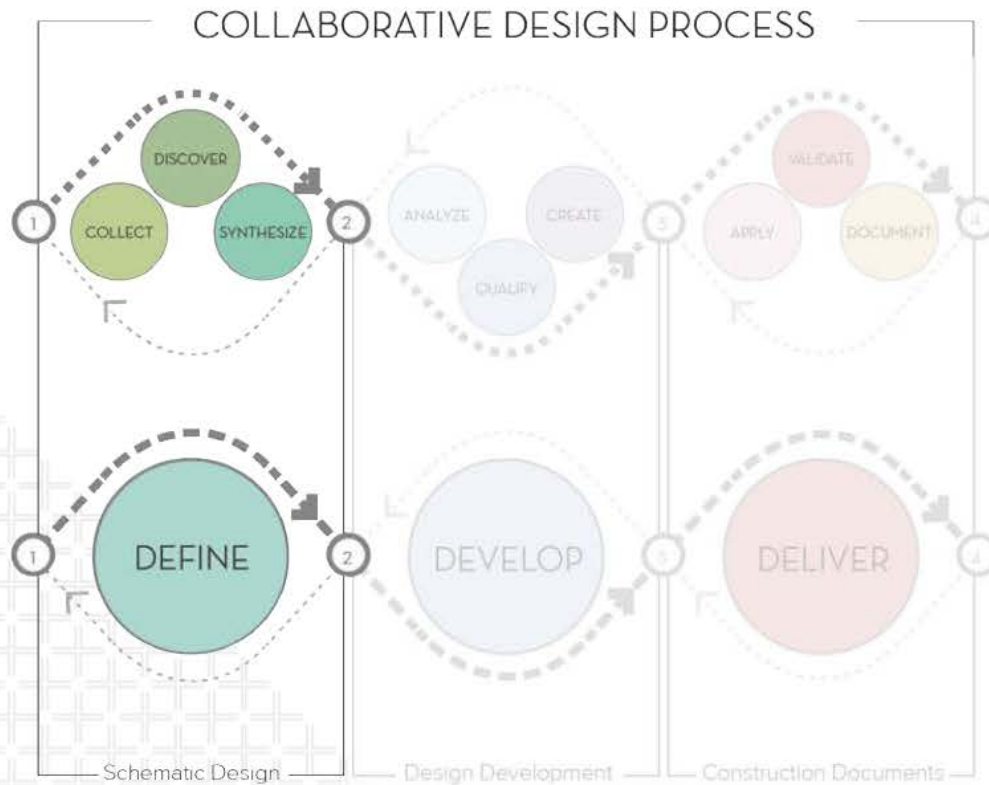 COLLABORATIVE DESIGN PROCESS
DISCOVER
COLLECT
SYNTHESIZE
1
2
ANALYZE
CREATE
QUALIFY
3
VALIDATE
APPLY
DOCUMENT
4
1
DEFINE
2
DEVELOP
3
DELIVER
4
Schematic Design
Design Development
Construction Documents